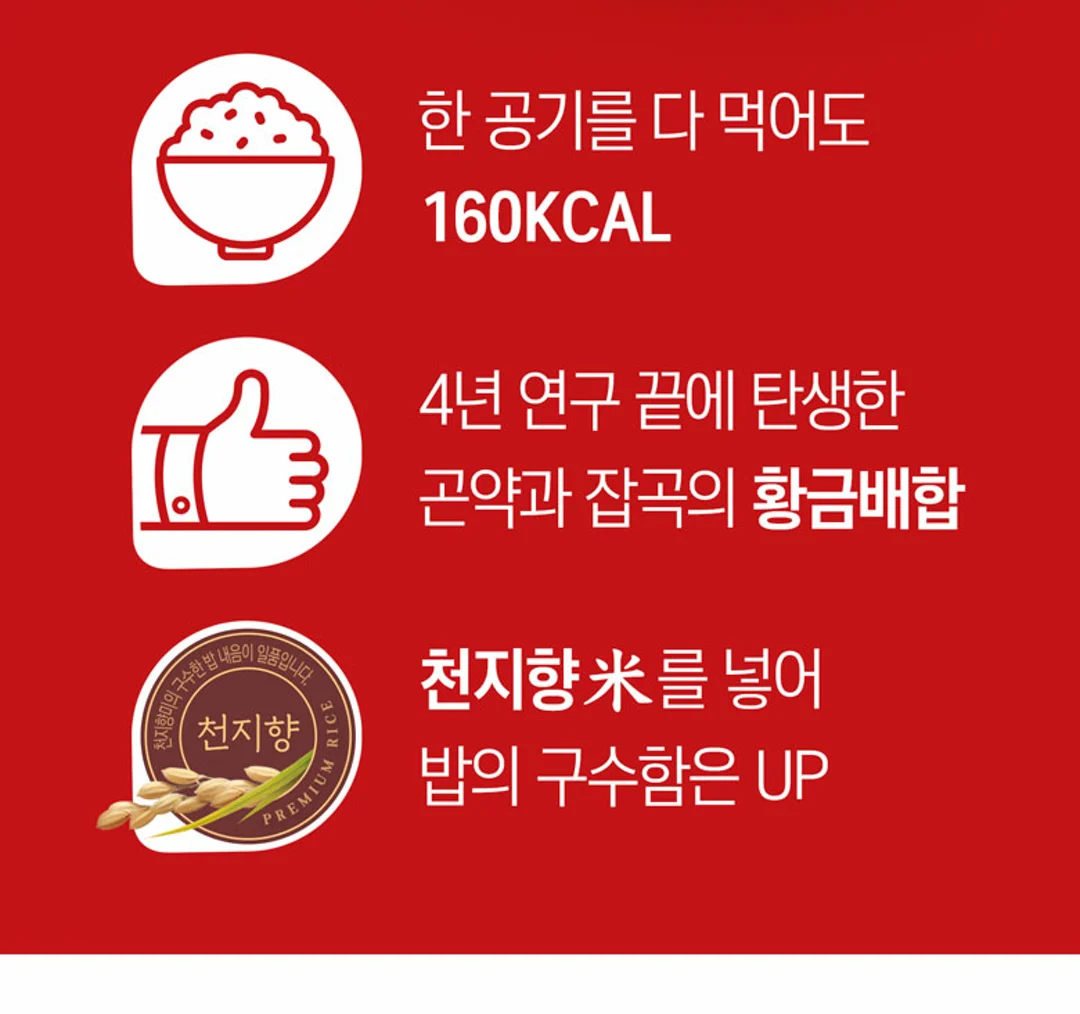 한 공기를 다 먹어도
160KCAL
4년 연구 끝에 탄생한
곤약과 잡곡의 황금배합
천지향미의 구수한 밥 내음이 일품입니다.
천지향
PREMIUM RICE
천지향米를 넣어
밥의 구수함은 UP